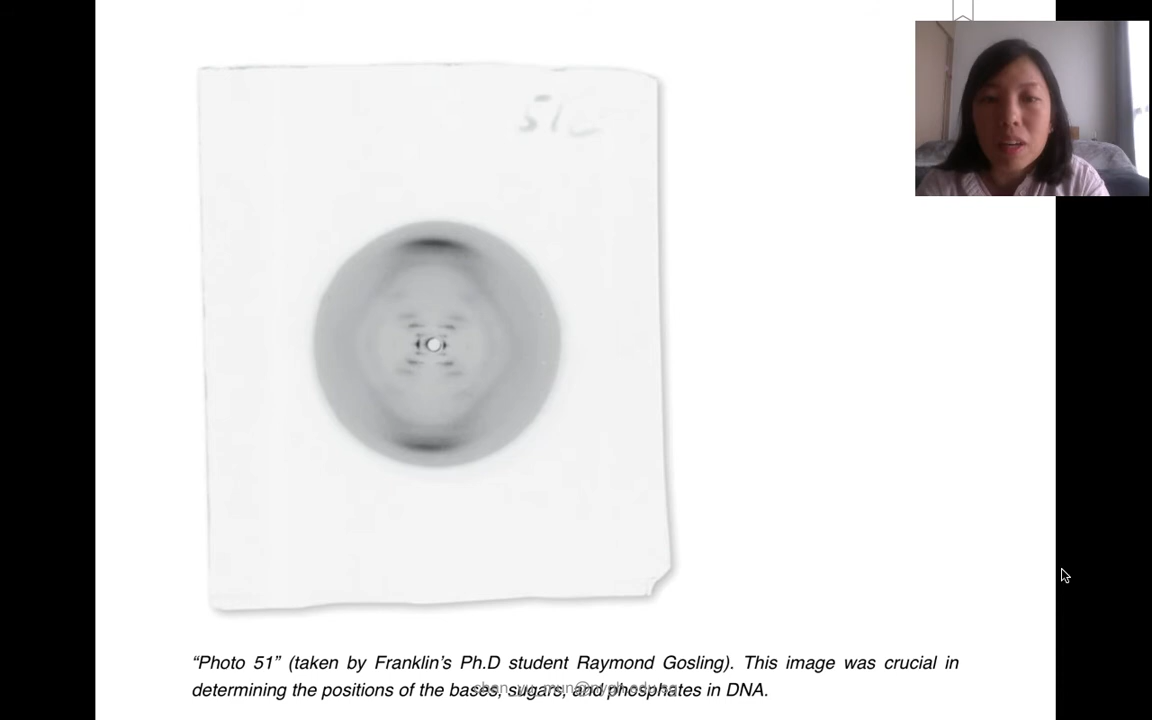 “Photo 51” (taken by Franklin’s Ph.D student Raymond Gosling). This image was crucial in
determining the positions of the bases, sugars, and phosphates in DNA.